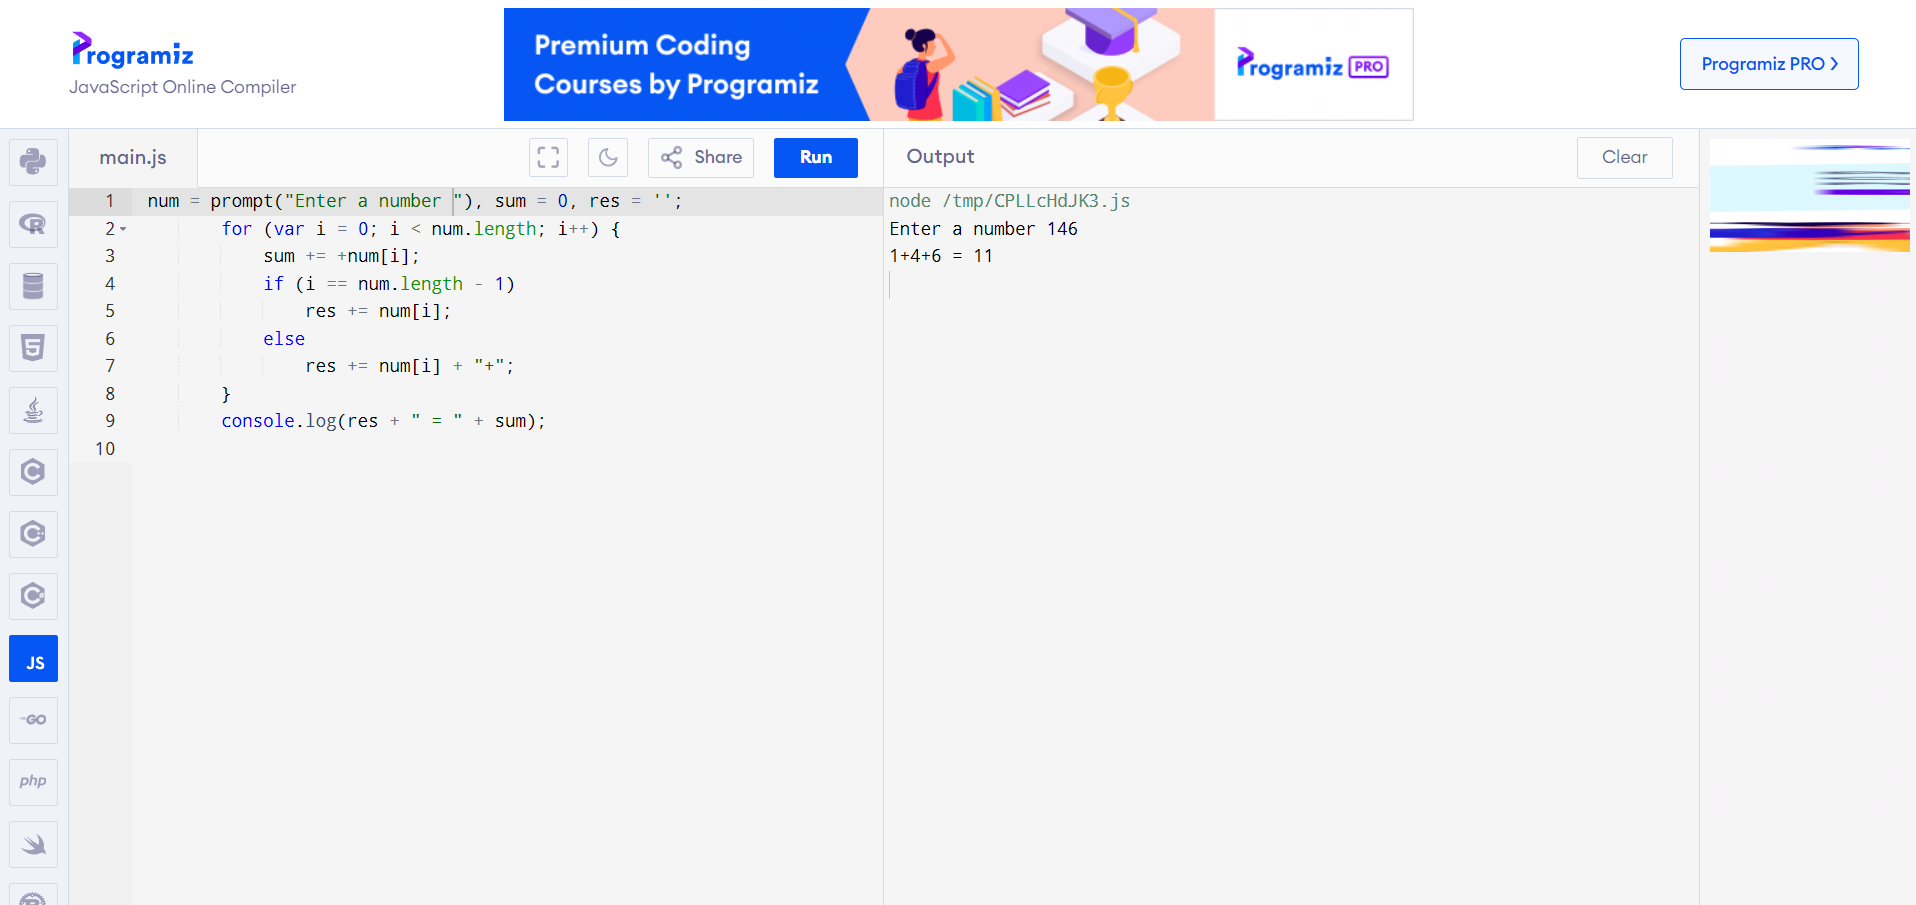 Programiz
JavaScript Online Compiler
Premium Coding
Courses by Programiz
Programiz PRO
Programiz PRO
main.js
Share
Run
Output
Clear
1 num = prompt("Enter a number "), sum = 0, res = '';
2 for (var i = 0; i < num.length; i++) {
3 sum += +num[i];
4 if (i == num.length - 1)
5 res += num[i];
6 else
7 res += num[i] + "+";
8 }
9 console.log(res + " = " + sum);
10
node /tmp/CPLLcHdJK3.js
Enter a number 146
1+4+6 = 11
R
5
C
C++
C#
JS
GO
php